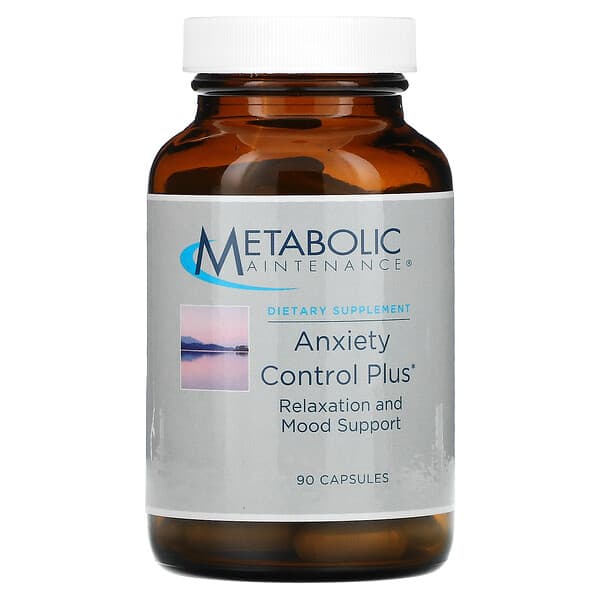 METABOLIC
MAINTENANCE®
DIETARY SUPPLEMENT
Anxiety
Control Plus*
Relaxation and
Mood Support
90 CAPSULES